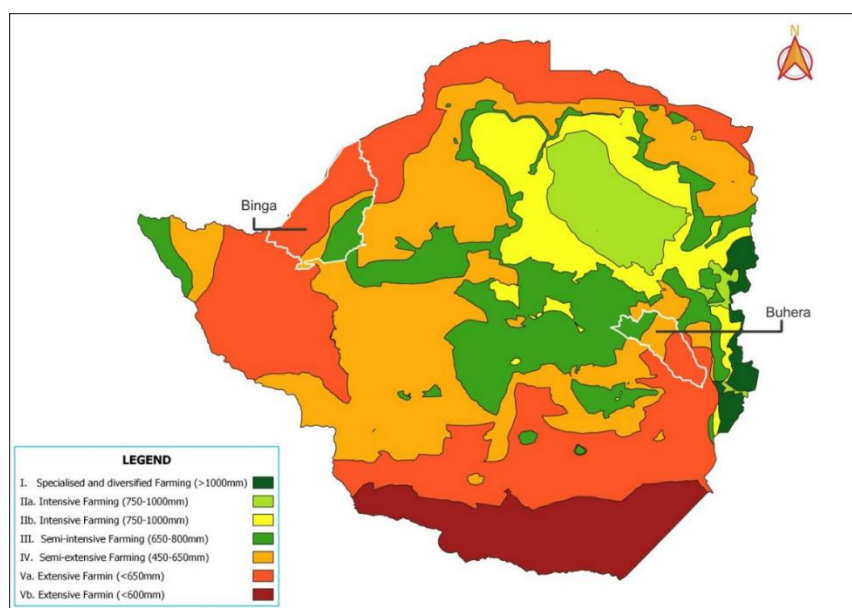 N
Binga
Buhera
LEGEND
I. Specialised and diversified Farming (>1000mm)
IIa. Intensive Farming (750-1000mm)
IIb. Intensive Farming (750-1000mm)
III. Semi-intensive Farming (650-800mm)
IV. Semi-extensive Farming (450-650mm)
Va. Extensive Farmin (<650mm)
Vb. Extensive Farmin (<600mm)